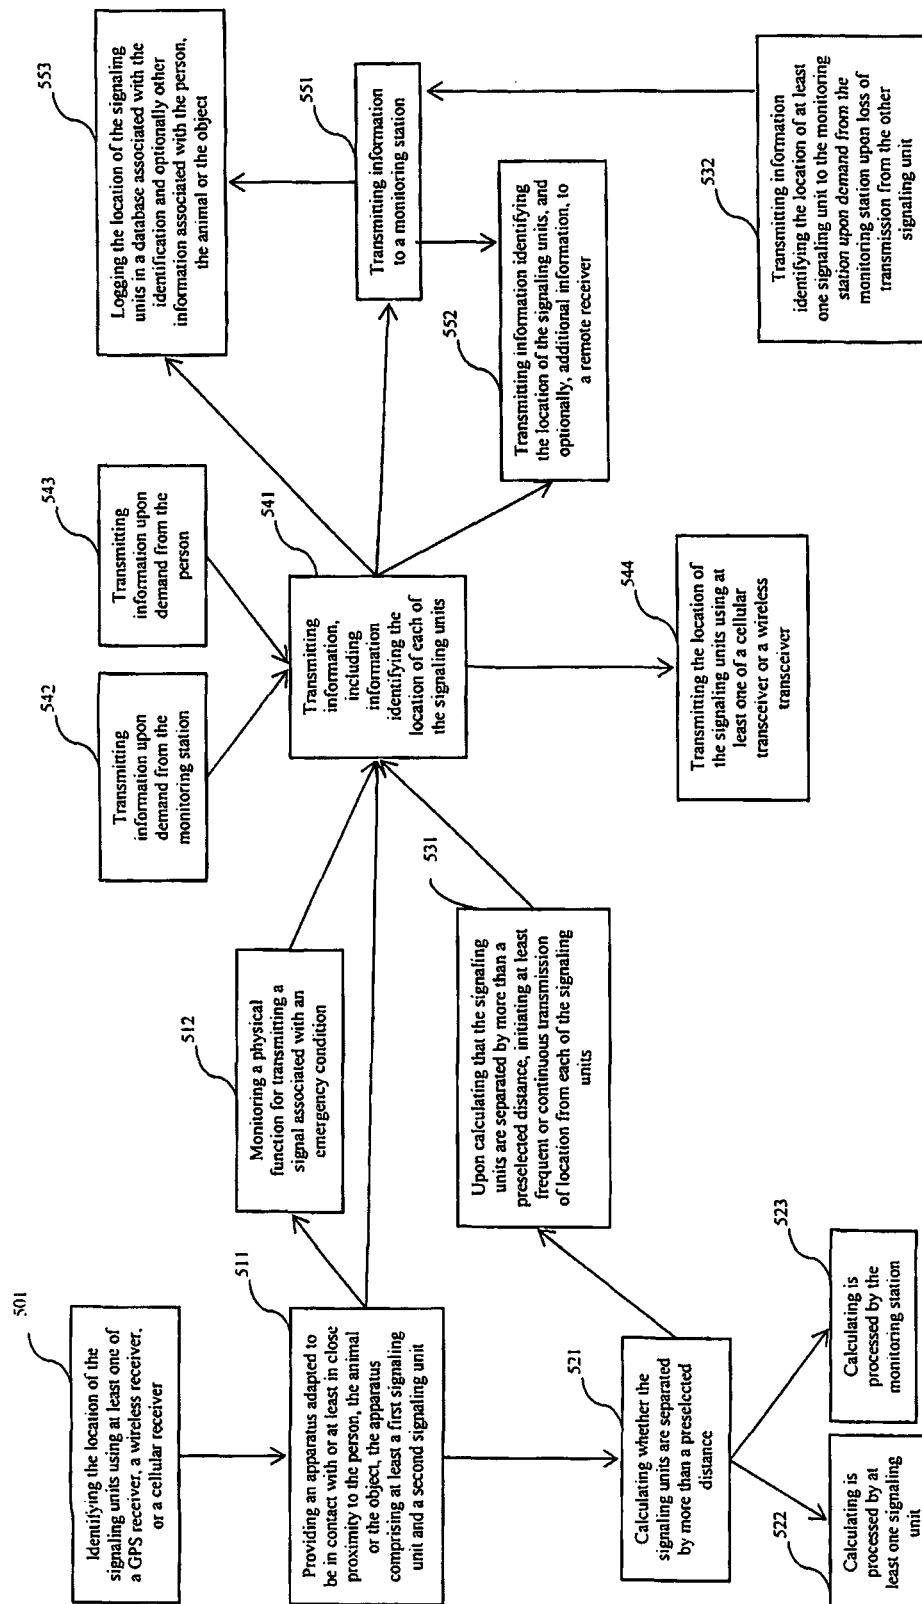 501
Identifying the location of the
signaling units using at least one of
a GPS receiver, a wireless receiver,
or a cellular receiver
511
Providing an apparatus adapted to
be in contact with or at least in close
proximity to the person, the animal
or the object, the apparatus
comprising at least a first signaling
unit and a second signaling unit
521
Calculating whether the
signaling units are separated
by more than a preselected
distance
522
Calculating is
processed by at
least one signaling
unit
523
Calculating is
processed by the
monitoring station
512
Monitoring a physical
function for transmitting a
signal associated with an
emergency condition
531
Upon calculating that the signaling
units are separated by more than a
preselected distance, initiating at least
frequent or continuous transmission
of location from each of the signaling
units
542
Transmitting
information upon
demand from the
monitoring station
543
Transmitting
information upon
demand from the
person
541
Transmitting
information,
including
information
identifying the
location of each of
the signaling units
544
Transmitting the location of
the signaling units using at
least one of a cellular
transceiver or a wireless
transceiver
553
Logging the location of the signaling
units in a database associated with the
identification and optionally other
information associated with the person,
the animal or the object
551
Transmitting information
to a monitoring station
552
Transmitting information identifying
the location of the signaling units, and
optionally, additional information, to
a remote receiver
532
Transmitting information
identifying the location of at least
one signaling unit to the monitoring
station upon demand from the
monitoring station upon loss of
transmission from the other
signaling unit